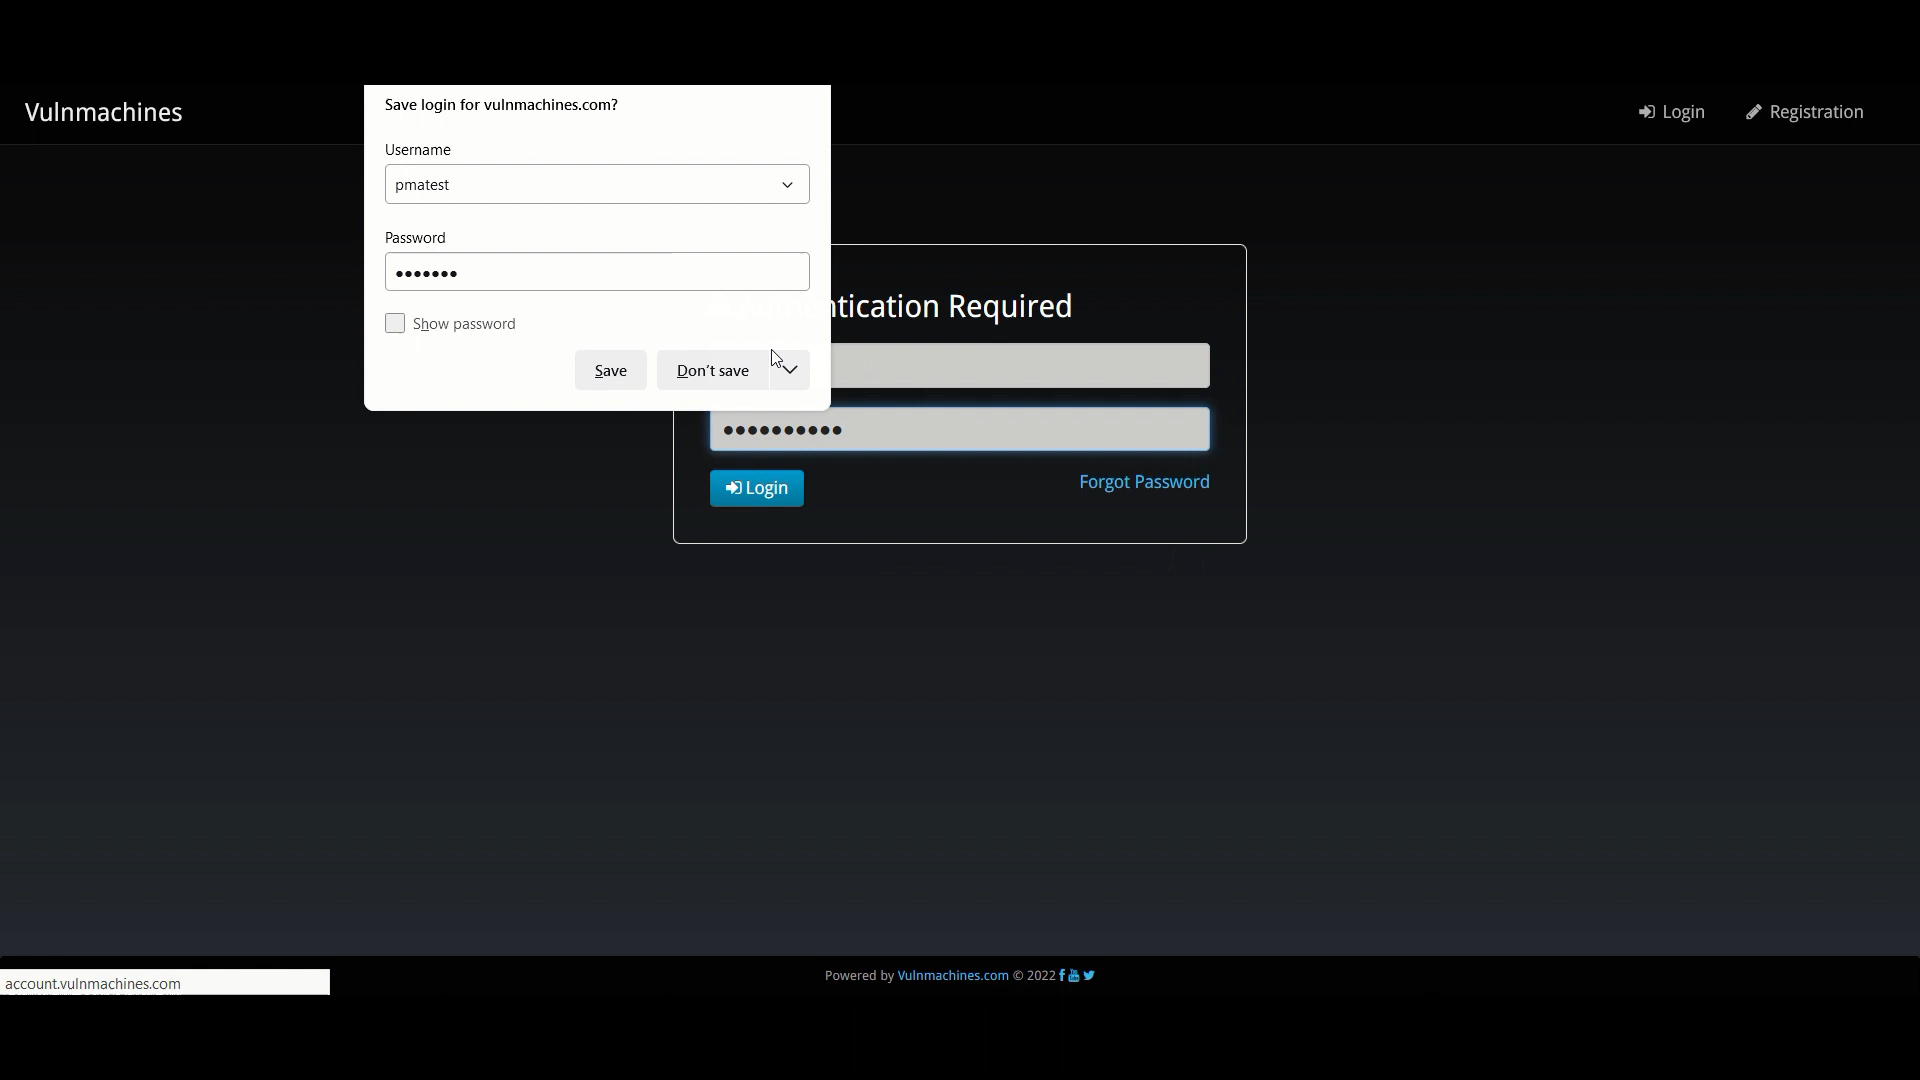 Vulnmachines
Login
Registration
Save login for vulnmachines.com?
Username
pmatest
Password
•••••••
Show password
Save
Don't save
Required
••••••••••
Login
Forgot Password
Powered by Vulnmachines.com © 2022
account.vulnmachines.com